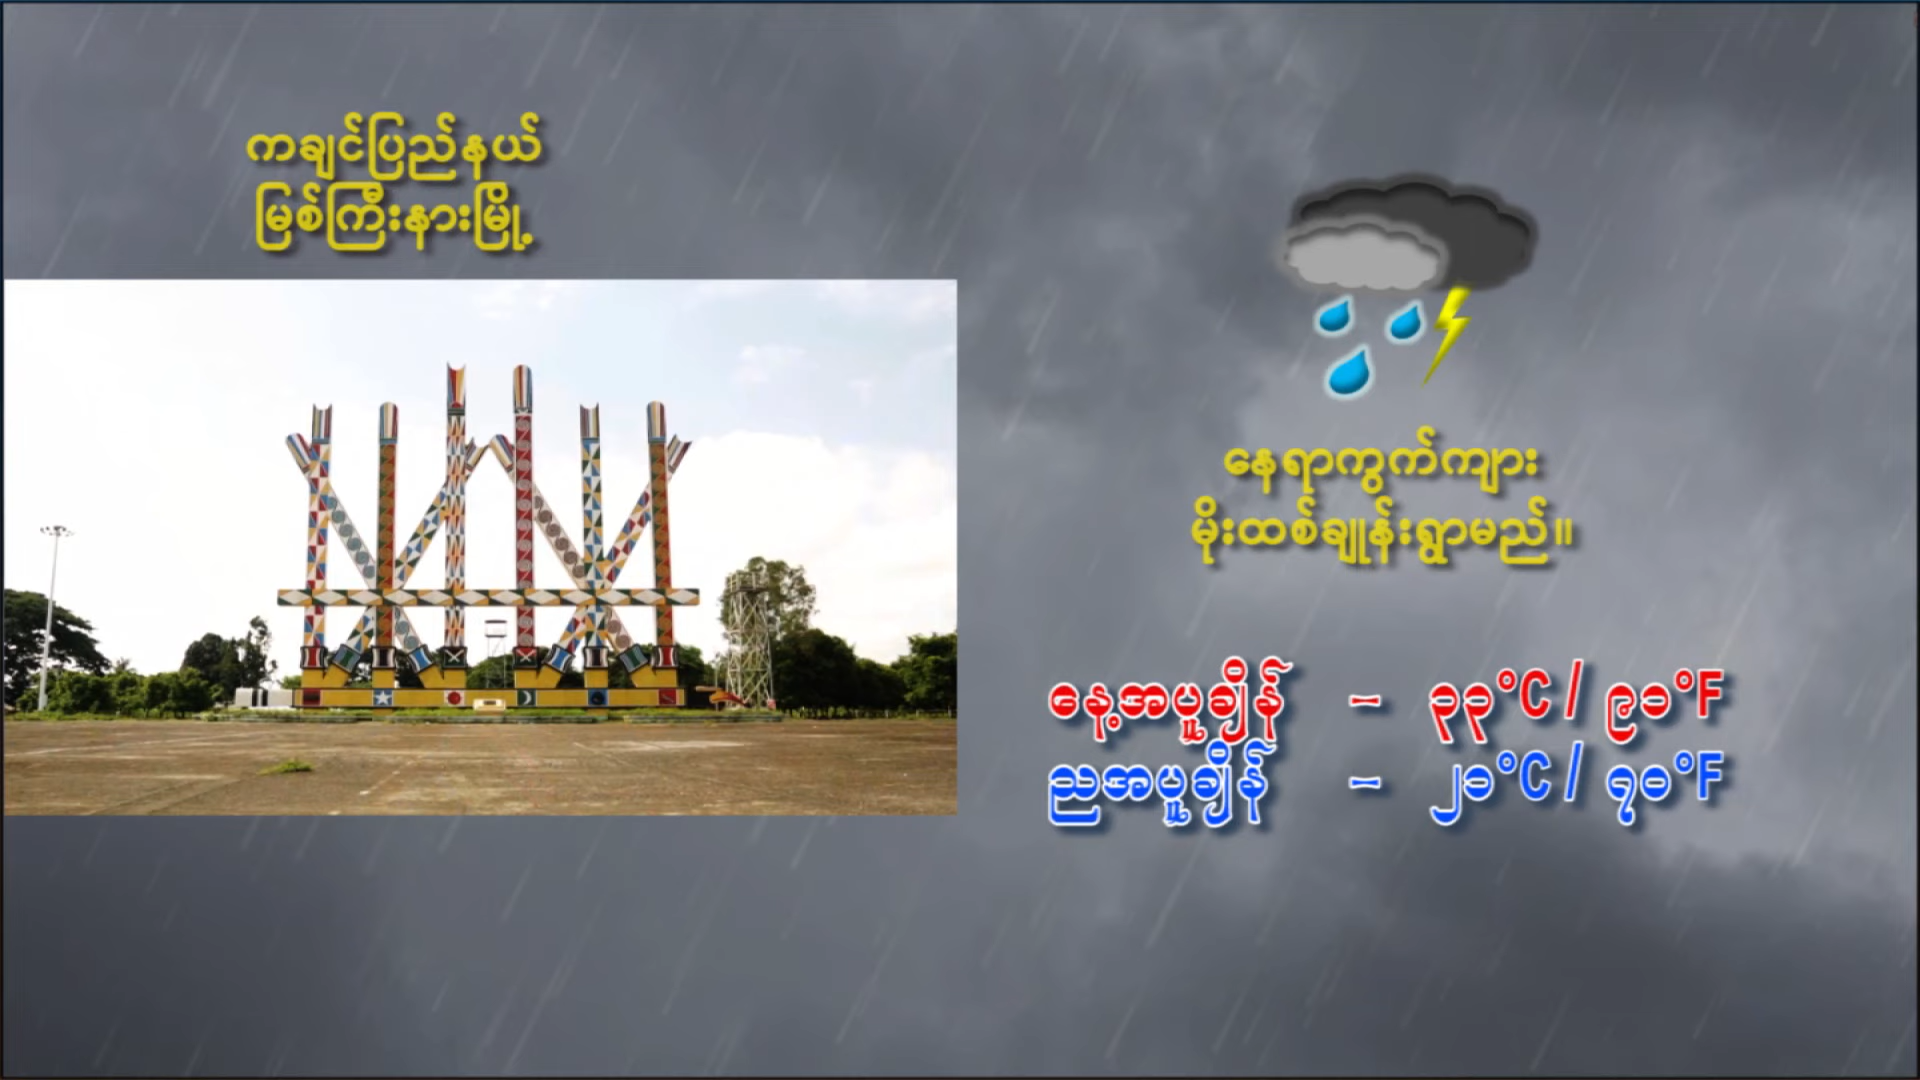 ကချင်ပြည်နယ်
မြစ်ကြီးနားမြို့
နေရာကွက်ကျား
မိုးထစ်ချုန်းရွာမည်။
နေ့အပူချိန် - ၃၃°C / ၉၁°F
ညအပူချိန် - ၂၁°C / ၇၀°F